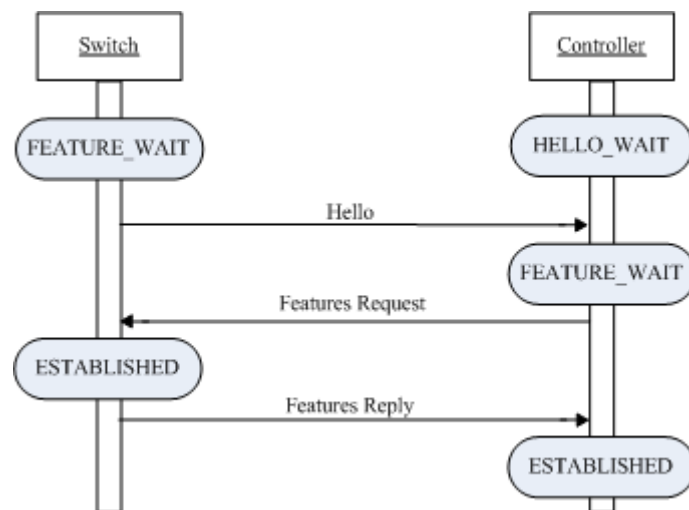 Switch
Controller
FEATURE_WAIT
HELLO_WAIT
Hello
FEATURE_WAIT
Features Request
ESTABLISHED
Features Reply
ESTABLISHED